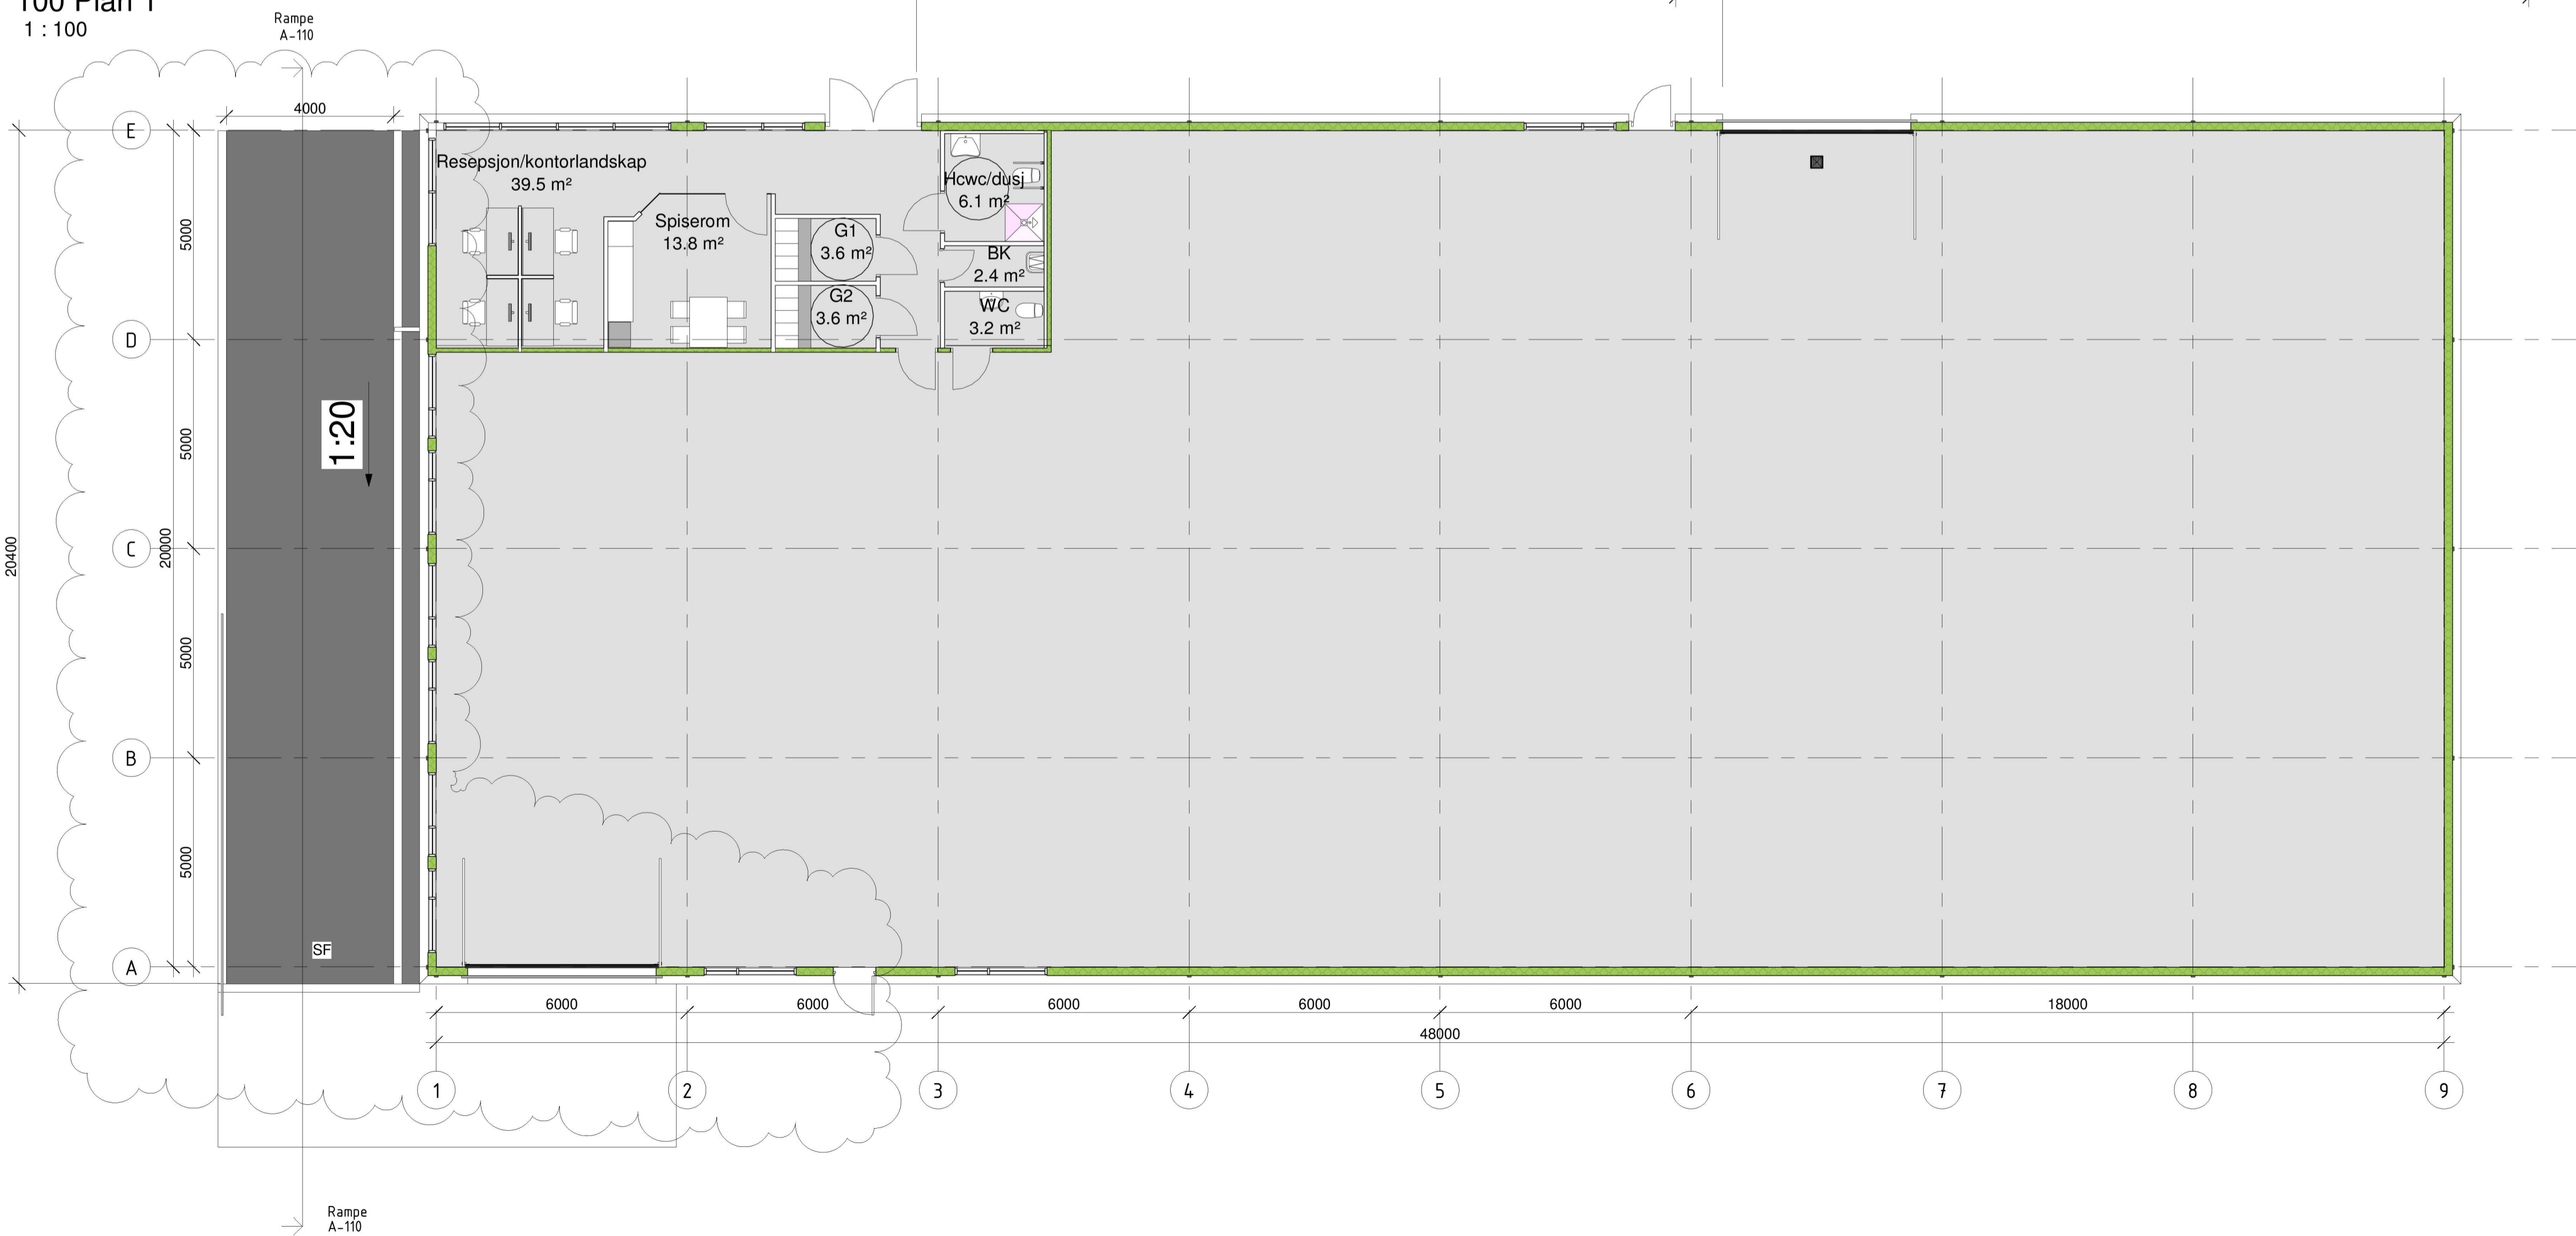 100 Plan 1
1 : 100
Rampe
A-110
4000
E
D
C
B
A
20400
20000
5000
5000
5000
5000
1:20
SF
Resepsjon/kontorlandskap
39.5 m²
Spiserom
13.8 m²
G1
3.6 m²
G2
3.6 m²
Hcwc/dusj
6.1 m²
BK
2.4 m²
WC
3.2 m²
6000
6000
6000
6000
6000
18000
48000
1
2
3
4
5
6
7
8
9
Rampe
A-110